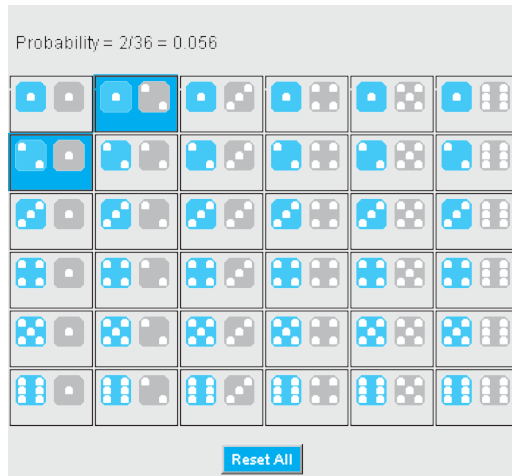 Probability = 2/36 = 0.056
Reset All